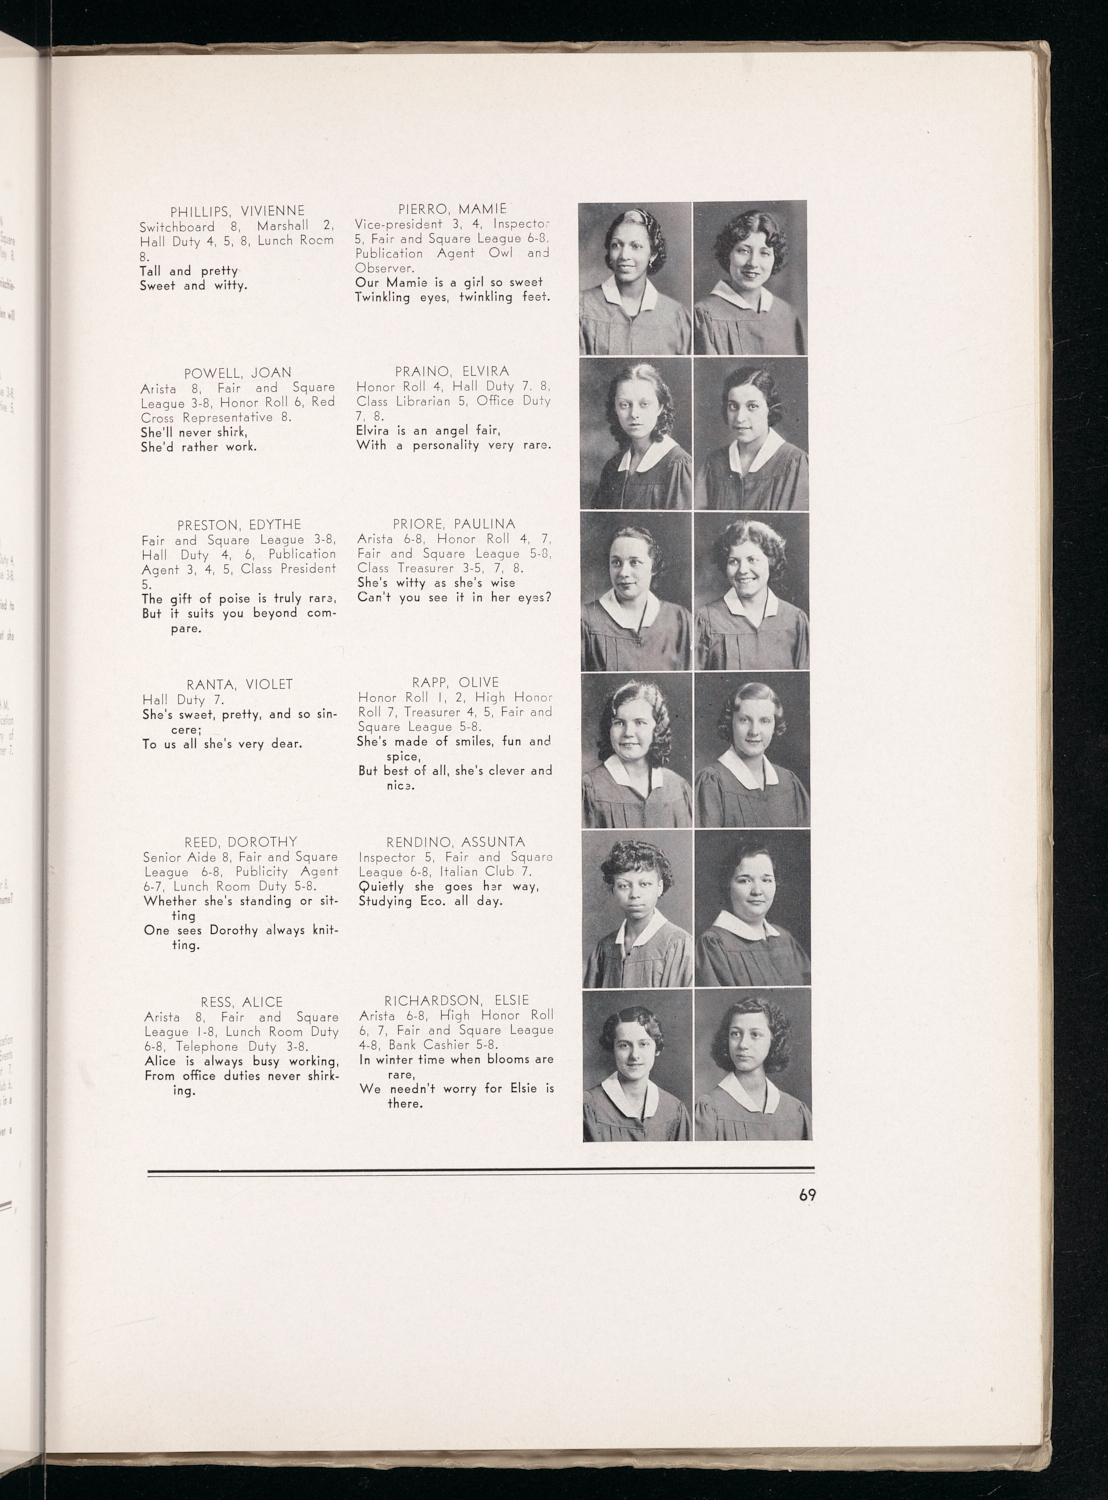 PHILLIPS, VIVIENNE
Switchboard 8, Marshall 2,
Hall Duty 4, 5, 8, Lunch Room
8.
Tall and pretty
Sweet and witty.
PIERRO, MAMIE
Vice-president 3, 4, Inspector
5, Fair and Square League 6-8,
Publication Agent Owl and
Observer.
Our Mamie is a girl so sweet
Twinkling eyes, twinkling feet.
POWELL, JOAN
Arista 8, Fair and Square
League 3-8, Honor Roll 6, Red
Cross Representative 8.
She'll never shirk,
She'd rather work.
PRAINO, ELVIRA
Honor Roll 4, Hall Duty 7, 8,
Class Librarian 5, Office Duty
7, 8.
Elvira is an angel fair,
With a personality very rare.
PRESTON, EDYTHE
Fair and Square League 3-8,
Hall Duty 4, 6, Publication
Agent 3, 4, 5, Class President
5.
The gift of poise is truly rare,
But it suits you beyond com-
pare.
PRIORE, PAULINA
Arista 6-8, Honor Roll 4, 7,
Fair and Square League 5-8,
Class Treasurer 3-5, 7, 8.
She's witty as she's wise
Can't you see it in her eyes?
RANTA, VIOLET
Hall Duty 7.
She's sweet, pretty, and so sin-
cere;
To us all she's very dear.
RAPP, OLIVE
Honor Roll 1, 2, High Honor
Roll 7, Treasurer 4, 5, Fair and
Square League 5-8.
She's made of smiles, fun and
spice,
But best of all, she's clever and
nice.
REED, DOROTHY
Senior Aide 8, Fair and Square
League 6-8, Publicity Agent
6-7, Lunch Room Duty 5-8.
Whether she's standing or sit-
ting
One sees Dorothy always knit-
ting.
RENDINO, ASSUNTA
Inspector 5, Fair and Square
League 6-8, Italian Club 7.
Quietly she goes her way,
Studying Eco. all day.
RESS, ALICE
Arista 8, Fair and Square
League 1-8, Lunch Room Duty
6-8, Telephone Duty 3-8.
Alice is always busy working,
From office duties never shirk-
ing.
RICHARDSON, ELSIE
Arista 6-8, High Honor Roll
6, 7, Fair and Square League
4-8, Bank Cashier 5-8.
In winter time when blooms are
rare,
We needn't worry for Elsie is
there.
69